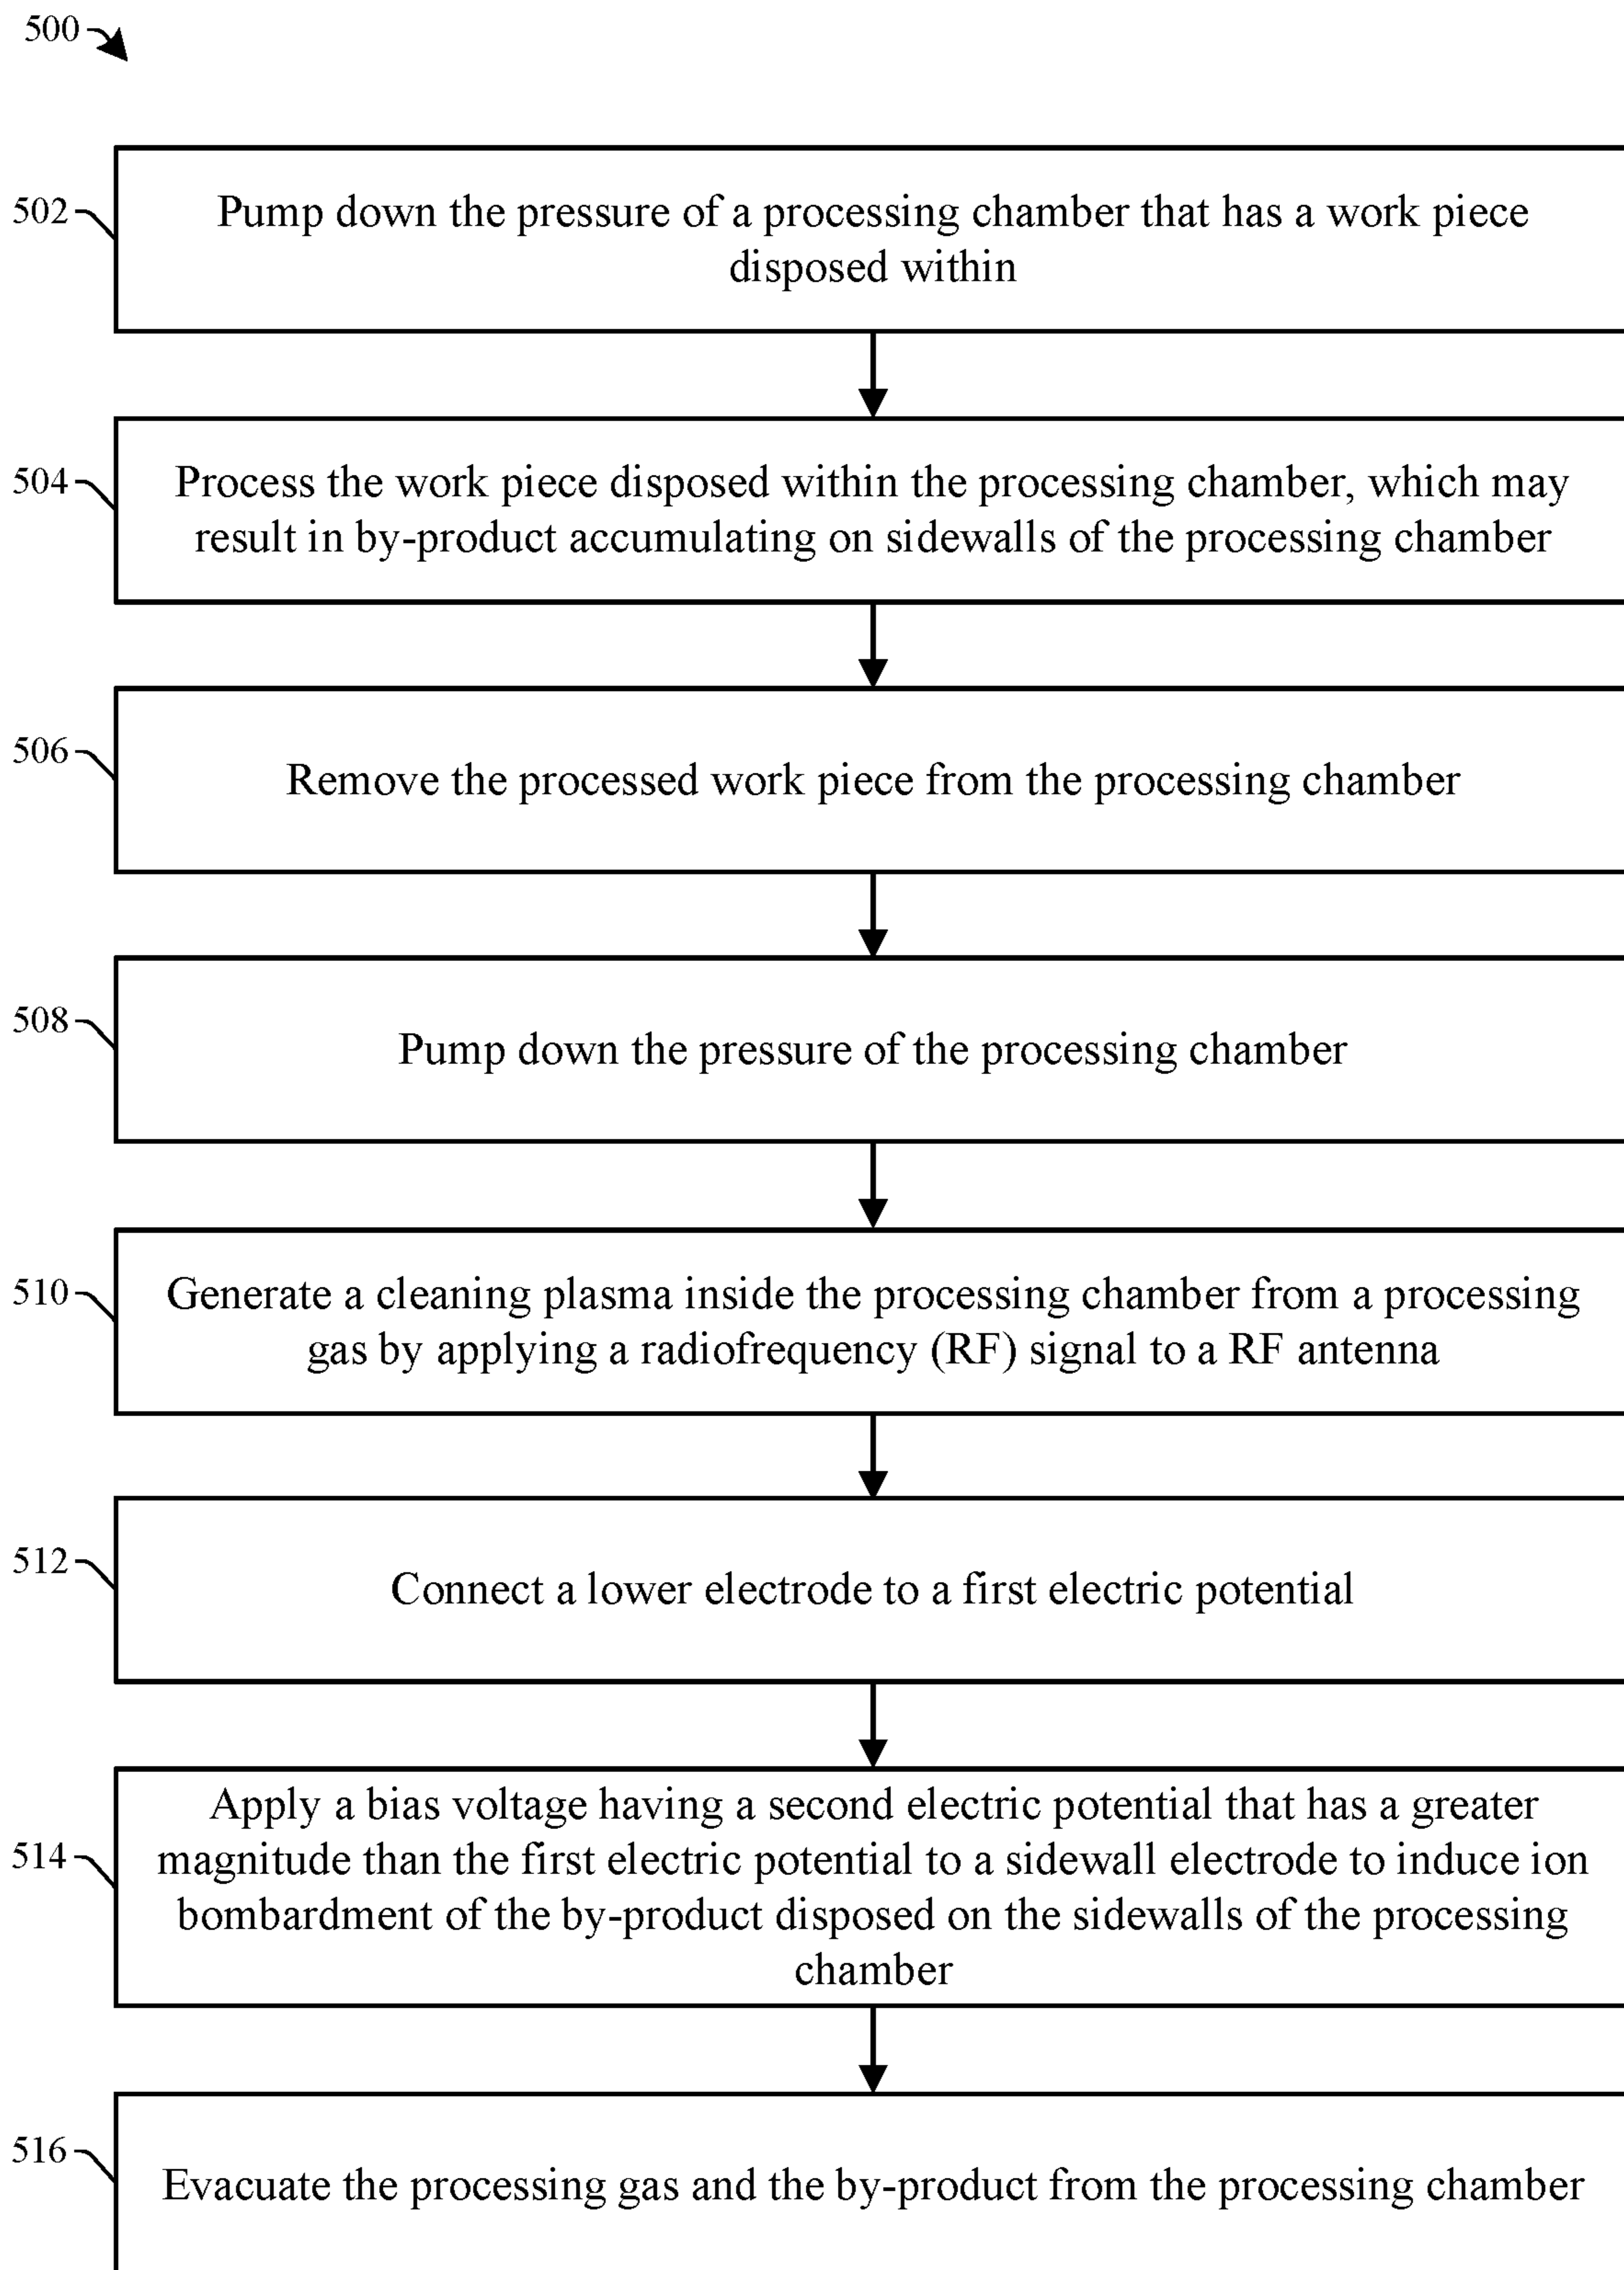 500
502
Pump down the pressure of a processing chamber that has a work piece
disposed within
504
Process the work piece disposed within the processing chamber, which may
result in by-product accumulating on sidewalls of the processing chamber
506
Remove the processed work piece from the processing chamber
508
Pump down the pressure of the processing chamber
510
Generate a cleaning plasma inside the processing chamber from a processing
gas by applying a radiofrequency (RF) signal to a RF antenna
512
Connect a lower electrode to a first electric potential
514
Apply a bias voltage having a second electric potential that has a greater
magnitude than the first electric potential to a sidewall electrode to induce ion
bombardment of the by-product disposed on the sidewalls of the processing
chamber
516
Evacuate the processing gas and the by-product from the processing chamber